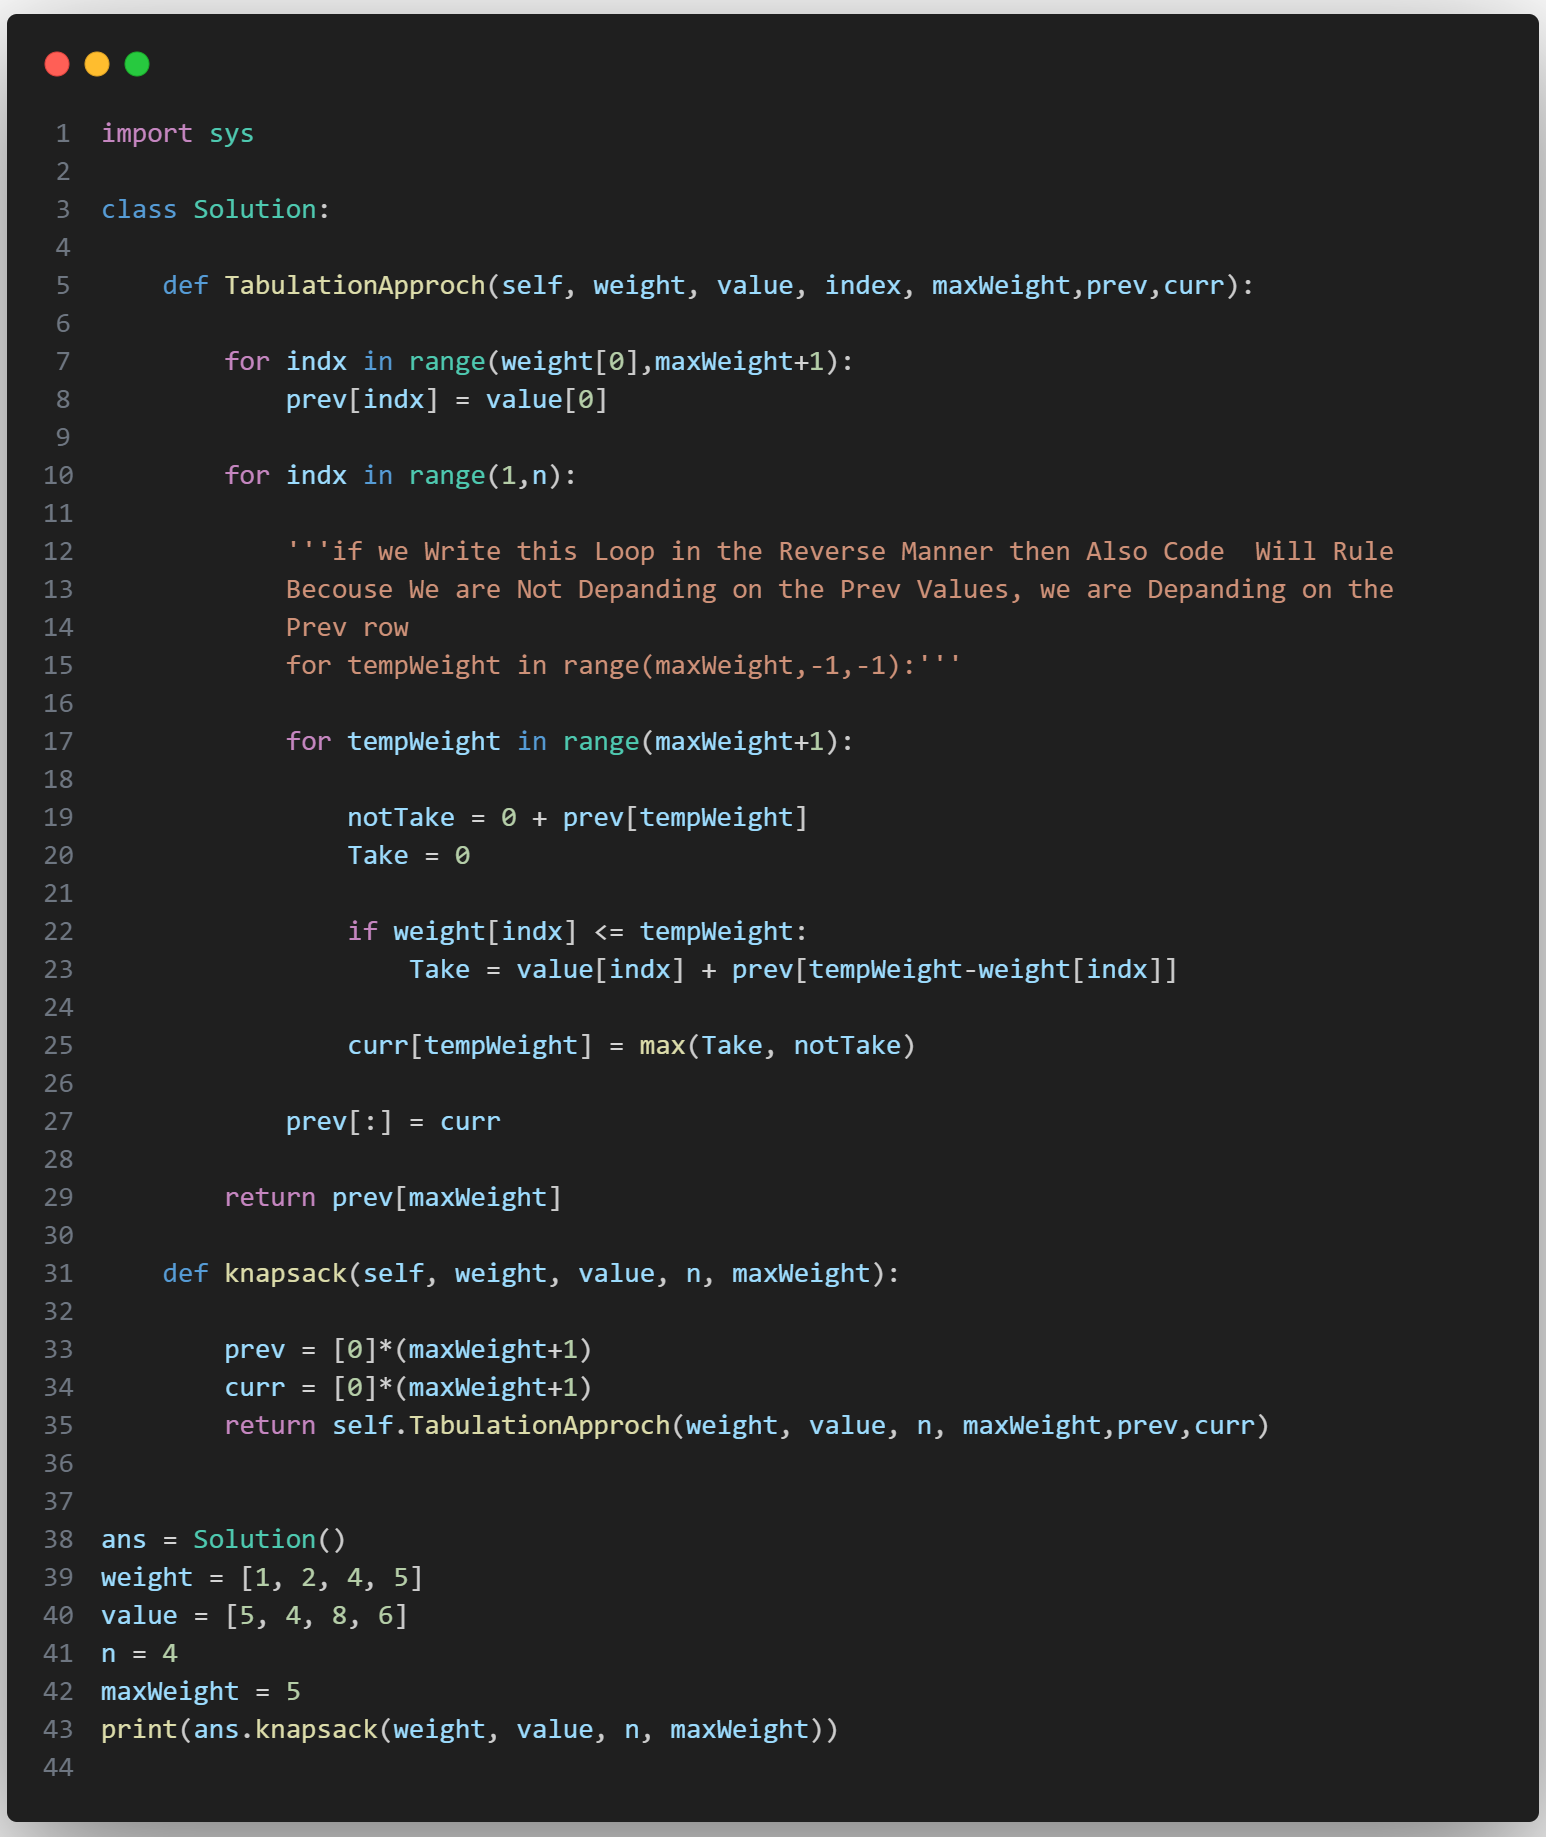 1 import sys
2
3 class Solution:
4
5     def TabulationApproch(self, weight, value, index, maxWeight,prev,curr):
6
7         for indx in range(weight[0],maxWeight+1):
8             prev[indx] = value[0]
9
10         for indx in range(1,n):
11
12             '''if we Write this Loop in the Reverse Manner then Also Code  Will Rule
13             Becouse We are Not Depanding on the Prev Values, we are Depanding on the
14             Prev row
15             for tempWeight in range(maxWeight,-1,-1):'''
16
17             for tempWeight in range(maxWeight+1):
18
19                 notTake = 0 + prev[tempWeight]
20                 Take = 0
21
22                 if weight[indx] <= tempWeight:
23                     Take = value[indx] + prev[tempWeight-weight[indx]]
24
25                 curr[tempWeight] = max(Take, notTake)
26
27             prev[:] = curr
28
29         return prev[maxWeight]
30
31     def knapsack(self, weight, value, n, maxWeight):
32
33         prev = [0]*(maxWeight+1)
34         curr = [0]*(maxWeight+1)
35         return self.TabulationApproch(weight, value, n, maxWeight,prev,curr)
36
37
38 ans = Solution()
39 weight = [1, 2, 4, 5]
40 value = [5, 4, 8, 6]
41 n = 4
42 maxWeight = 5
43 print(ans.knapsack(weight, value, n, maxWeight))
44